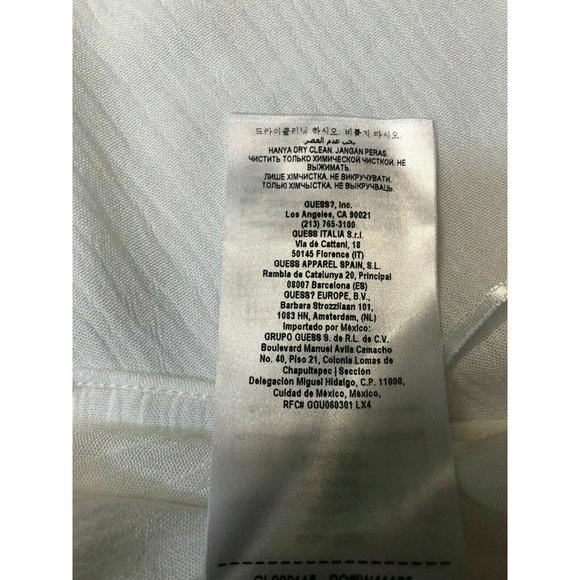 드라이클리닝 하시오. 비틀지 마시오.
يجب عدم العصر
HANYA DRY CLEAN. JANGAN PERAS.
ЧИСТИТЬ ТОЛЬКО ХИМИЧЕСКОЙ ЧИСТКОЙ. НЕ
ВЫЖИМАТЬ.
ЛИШЕ ХІМЧИСТКА. НЕ ВИКРУЧУВАТИ.
ТОЛЬКІ ХІМЧЫСТКА. НЕ ВЫКРУЧВАЦЬ.
GUESS?, Inc.
Los Angeles, CA 90021
(213) 765-3100
GUESS ITALIA S.r.l.
Via dè Cattani, 18
50145 Florence (IT)
GUESS APPAREL SPAIN, S.L.
Rambla de Catalunya 20, Principal
08007 Barcelona (ES)
GUESS? EUROPE, B.V.,
Barbara Strozzilaan 101,
1083 HN, Amsterdam, (NL)
Importado por México:
GRUPO GUESS S. de R.L. de C.V.
Boulevard Manuel Avila Camacho
No. 40, Piso 21, Colonia Lomas de
Chapultepec | Sección
Delegación Miguel Hidalgo, C.P. 11000,
Cuidad de México, México,
RFC# GGU060301 LX4